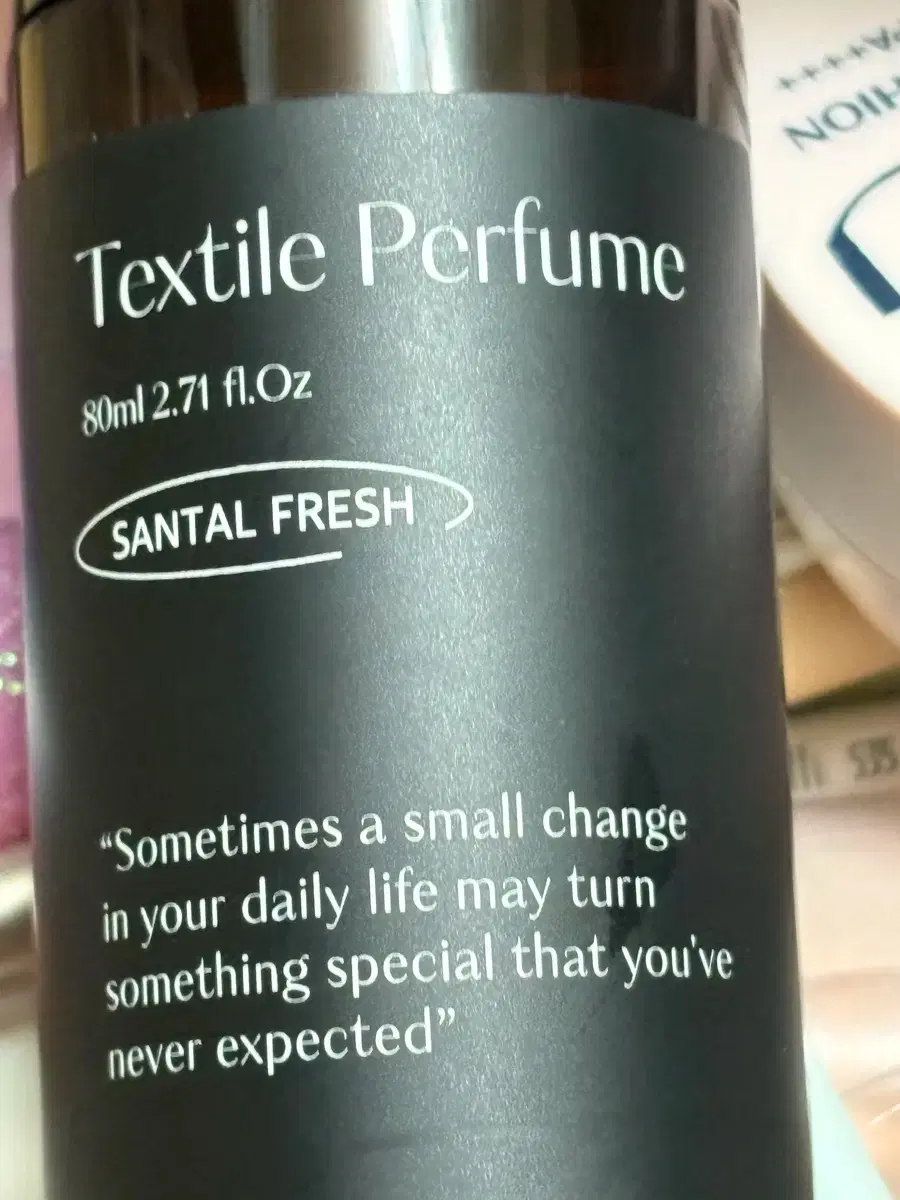 Textile Perfume
80ml 2.71 fl.Oz
SANTAL FRESH
“Sometimes a small change
in your daily life may turn
something special that you've
never expected”
535